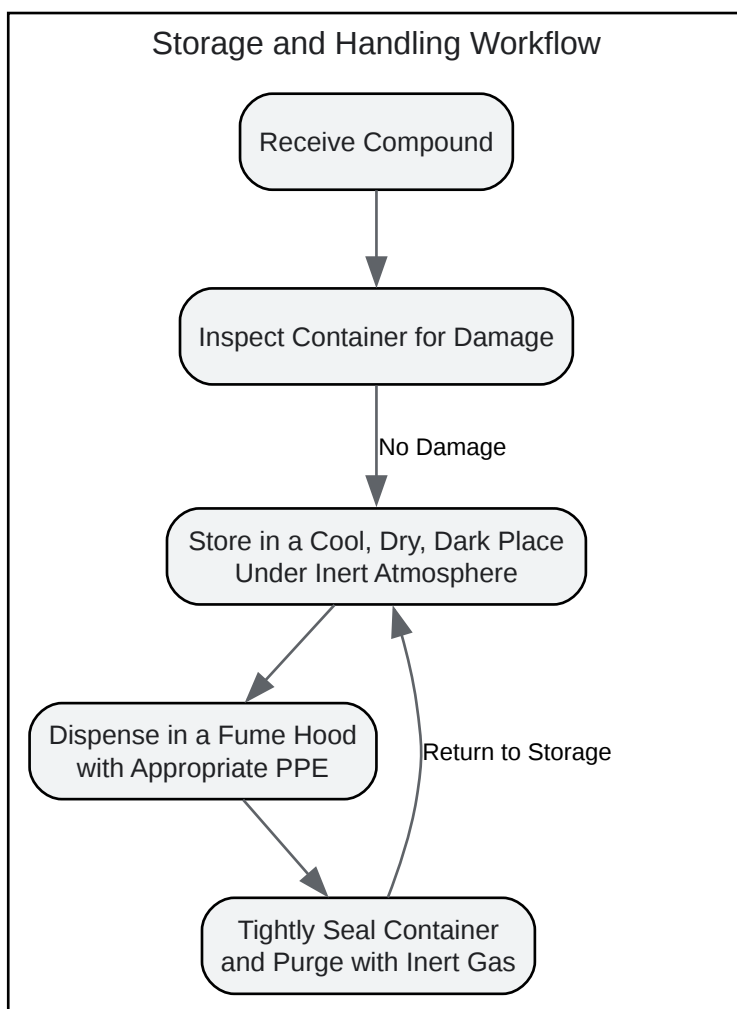 Storage and Handling Workflow
Receive Compound
Inspect Container for Damage
No Damage
Store in a Cool, Dry, Dark Place
Under Inert Atmosphere
Dispense in a Fume Hood
with Appropriate PPE
Return to Storage
Tightly Seal Container
and Purge with Inert Gas